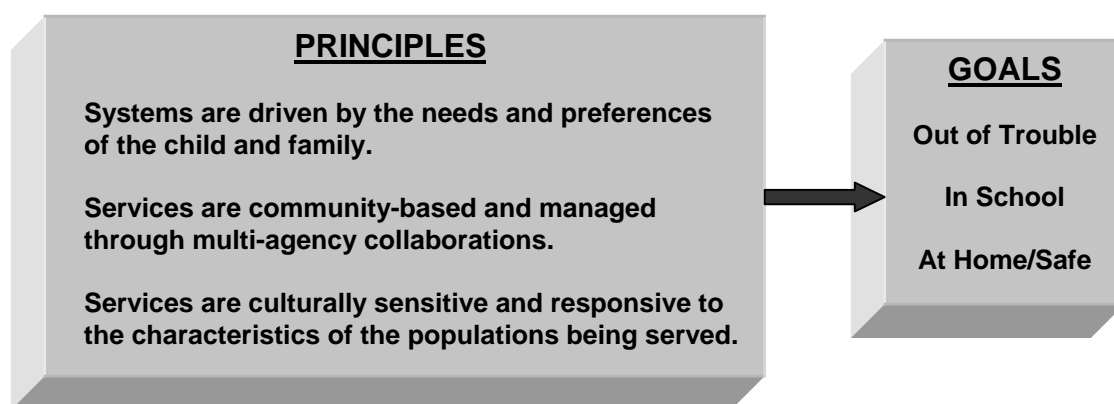 PRINCIPLES
Systems are driven by the needs and preferences
of the child and family.
Services are community-based and managed
through multi-agency collaborations.
Services are culturally sensitive and responsive to
the characteristics of the populations being served.
GOALS
Out of Trouble
In School
At Home/Safe